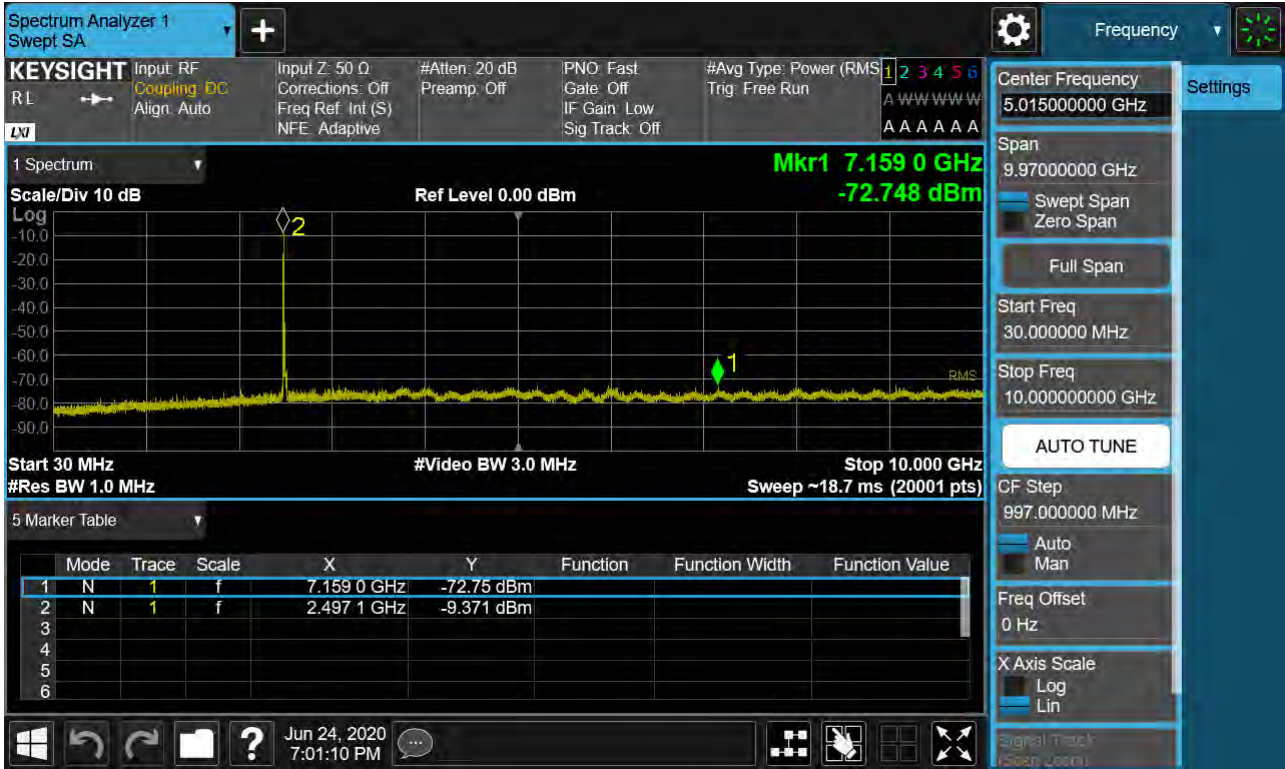 Spectrum Analyzer 1
Swept SA
+
Frequency
KEYSIGHT
RL
LXI
Input: RF
Coupling: DC
Align: Auto
Input Z: 50 Ω
Corrections: Off
Freq Ref: Int (S)
NFE: Adaptive
#Atten: 20 dB
Preamp: Off
PNO: Fast
Gate: Off
IF Gain: Low
Sig Track: Off
#Avg Type: Power (RMS
Trig: Free Run
1 2 3 4 5 6
A W W W W W
A A A A A A
1 Spectrum
Mkr1 7.159 0 GHz
Scale/Div 10 dB
Ref Level 0.00 dBm
-72.748 dBm
Log
2
-10.0
-20.0
-30.0
-40.0
-50.0
-60.0
1
-70.0
RMS
-80.0
-90.0
Start 30 MHz
#Video BW 3.0 MHz
Stop 10.000 GHz
#Res BW 1.0 MHz
Sweep ~18.7 ms (20001 pts)
5 Marker Table
Mode Trace Scale X Y Function Function Width Function Value
1 N 1 f 7.159 0 GHz -72.75 dBm
2 N 1 f 2.497 1 GHz -9.371 dBm
3
4
5
6
?
Jun 24, 2020
7:01:10 PM
Center Frequency
5.015000000 GHz
Settings
Span
9.97000000 GHz
Swept Span
Zero Span
Full Span
Start Freq
30.000000 MHz
Stop Freq
10.000000000 GHz
AUTO TUNE
CF Step
997.000000 MHz
Auto
Man
Freq Offset
0 Hz
X Axis Scale
Log
Lin
Signal Track
(Span Zoom)